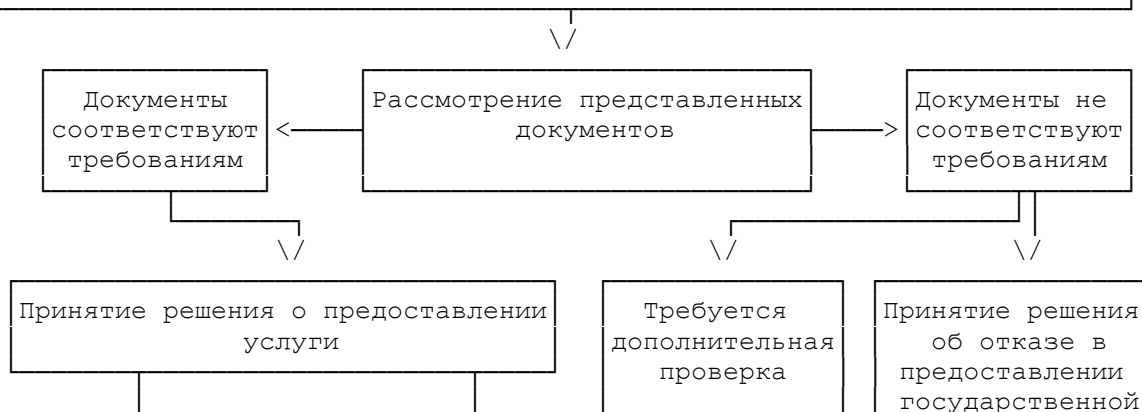 Документы
соответствуют
требованиям
Рассмотрение представленных
документов
Документы не
соответствуют
требованиям
Принятие решения о предоставлении
услуги
Требуется
дополнительная
проверка
Принятие решения
об отказе в
предоставлении
государственной